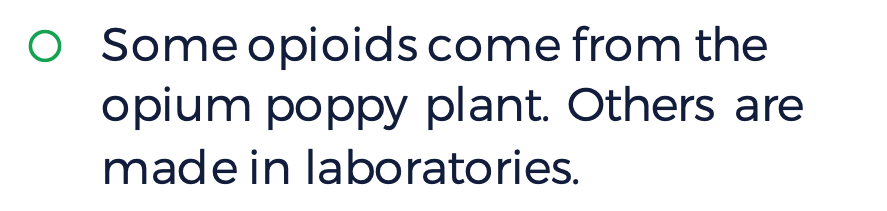 Some opioids come from the
opium poppy plant. Others are
made in laboratories.